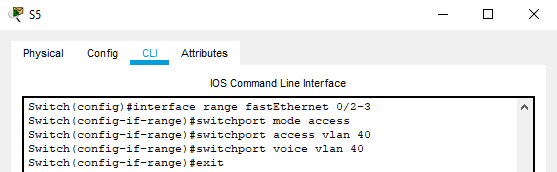 S5
Physical Config CLI Attributes
IOS Command Line Interface
Switch(config)#interface range fastEthernet 0/2-3
Switch(config-if-range)#switchport mode access
Switch(config-if-range)#switchport access vlan 40
Switch(config-if-range)#switchport voice vlan 40
Switch(config-if-range)#exit